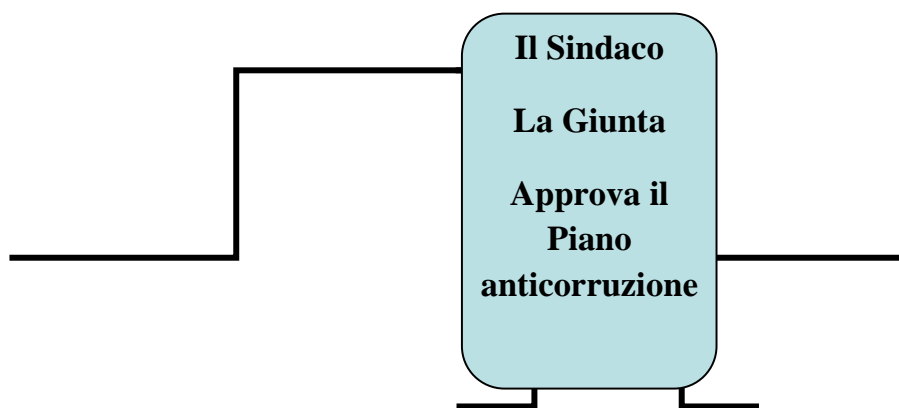 Il Sindaco
La Giunta
Approva il
Piano
anticorruzione